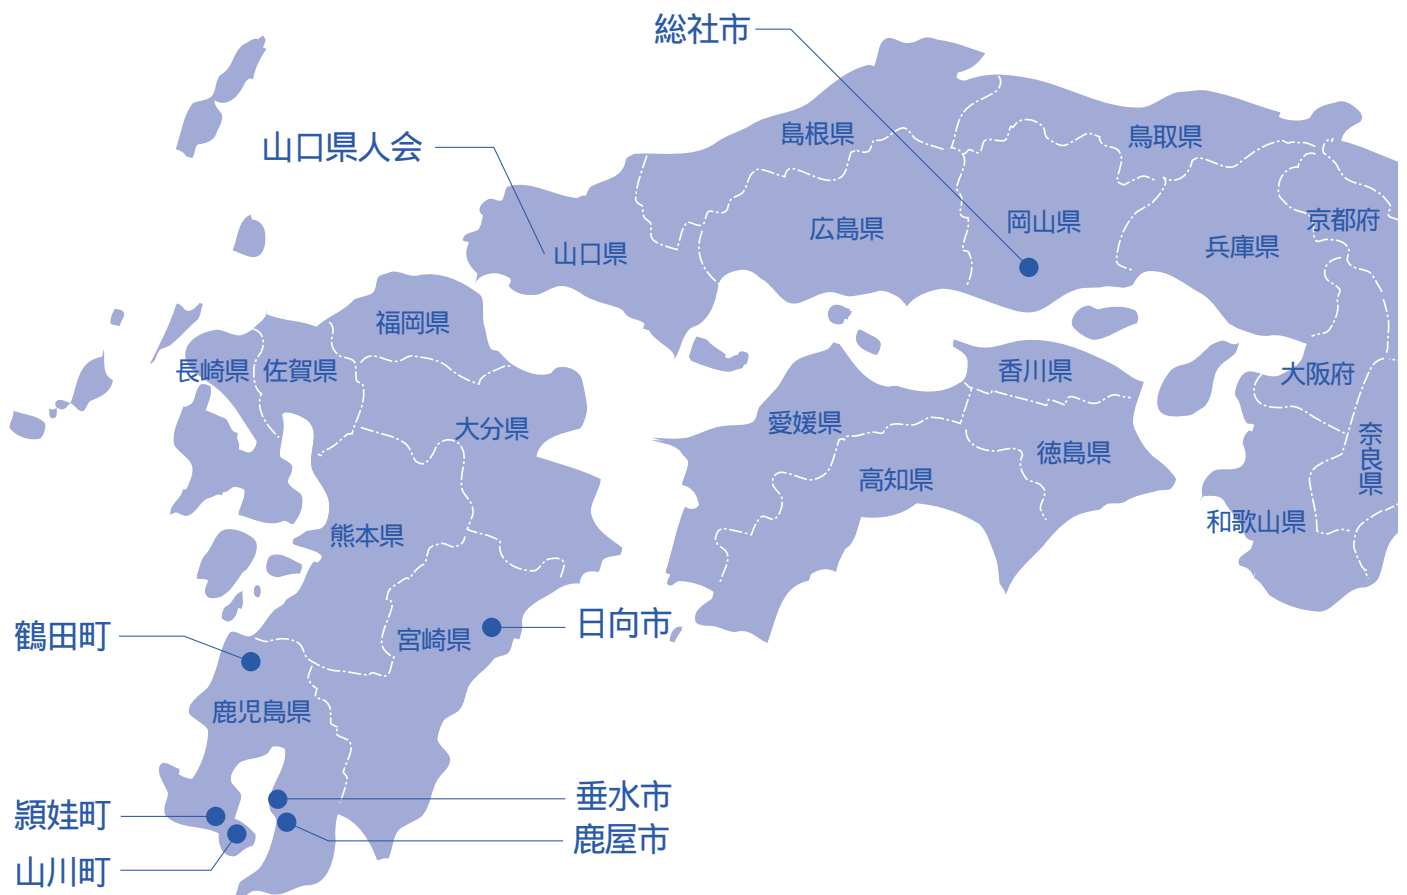 総社市
山口県人会
島根県
鳥取県
広島県
岡山県
京都府
山口県
兵庫県
福岡県
長崎県
佐賀県
香川県
大阪府
愛媛県
大分県
徳島県
奈良県
高知県
和歌山県
熊本県
鶴田町
日向市
宮崎県
鹿児島県
垂水市
頴娃町
鹿屋市
山川町